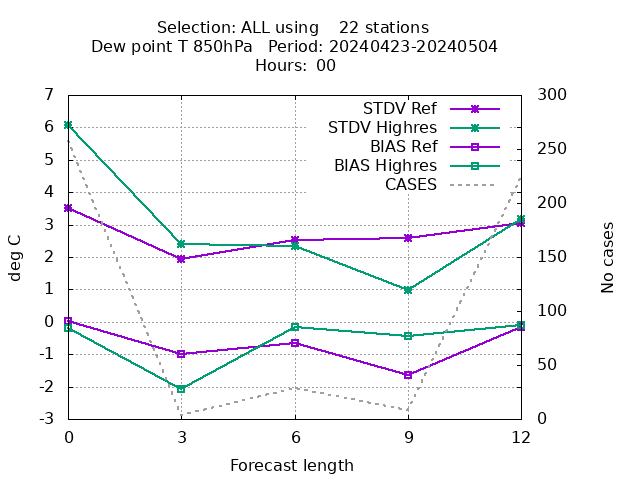 Selection: ALL using    22 stations
Dew point T 850hPa   Period: 20240423-20240504
Hours: 00
STDV Ref
STDV Highres
BIAS Ref
BIAS Highres
CASES
7
6
5
4
3
2
1
0
-1
-2
-3
deg C
300
250
200
150
100
50
0
No cases
0 3 6 9 12
Forecast length